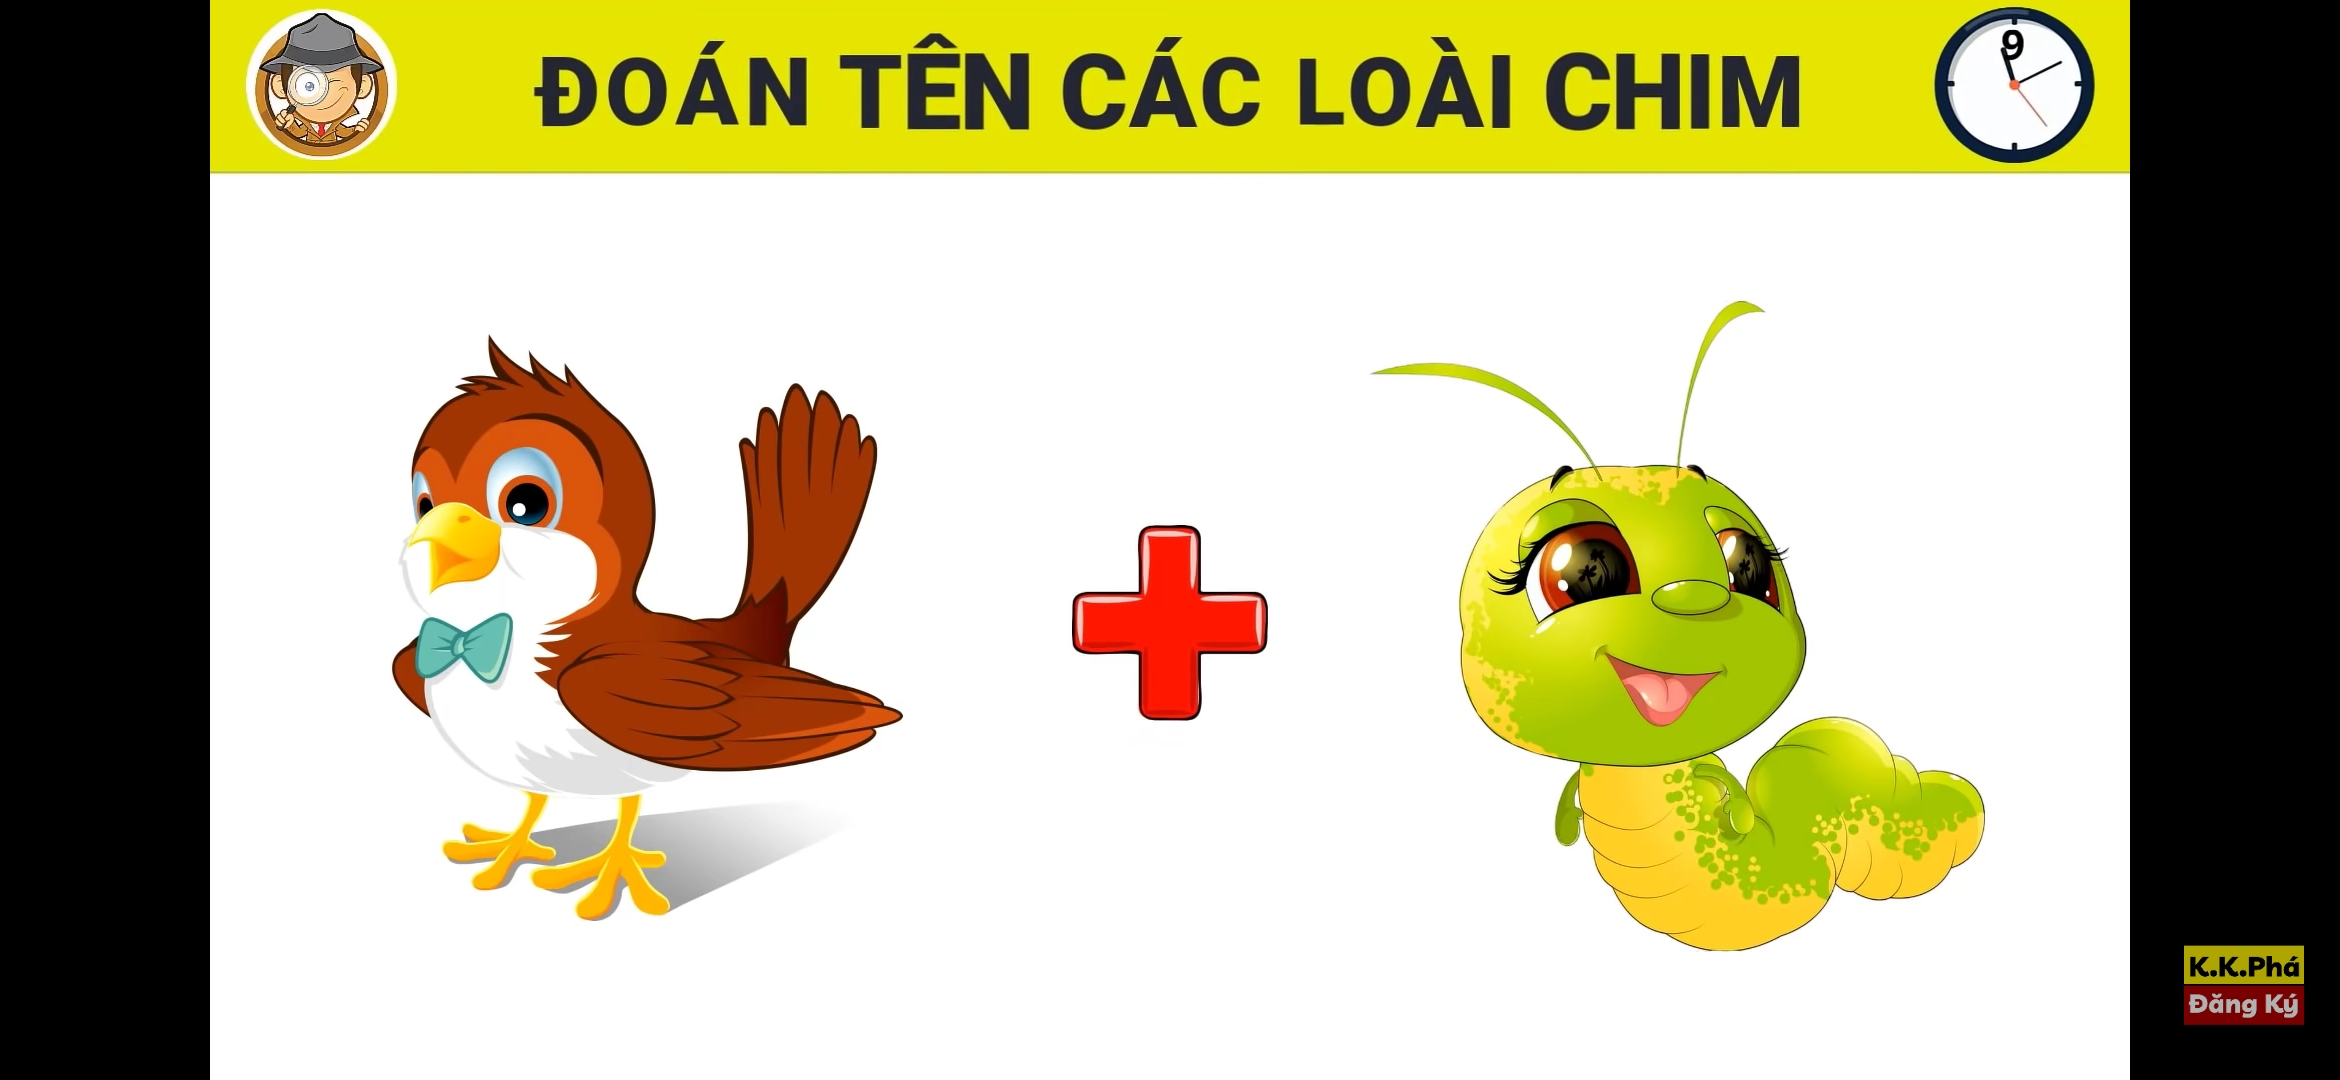 ĐOÁN TÊN CÁC LOÀI CHIM
9
K.K.Phá
Đăng Ký